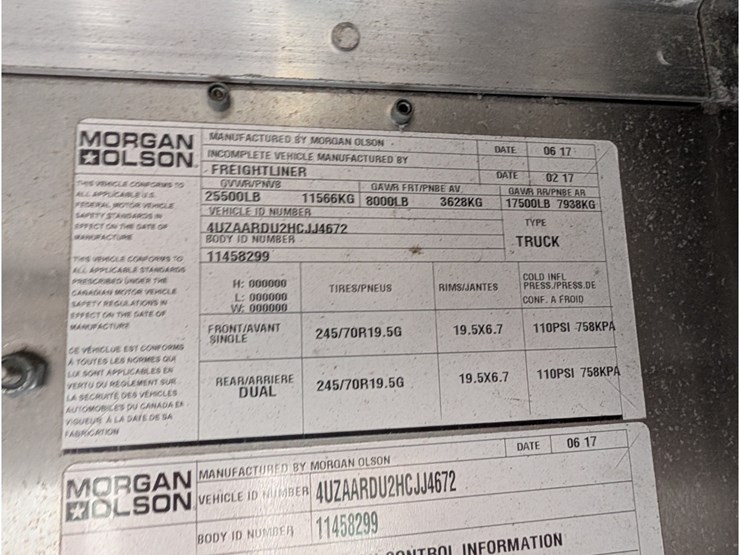 MORGAN OLSON
MANUFACTURED BY MORGAN OLSON DATE 06 17
INCOMPLETE VEHICLE MANUFACTURED BY
FREIGHTLINER DATE 02 17
GVWR/PNVB GAWR FRT/PNBE AV. GAWR RR/PNBE AR
25500LB 11566KG 8000LB 3628KG 17500LB 7938KG
VEHICLE ID NUMBER TYPE
4UZAARDU2HCJJ4672 TRUCK
BODY ID NUMBER
11458299
THIS VEHICLE CONFORMS TO
ALL APPLICABLE U.S.
FEDERAL MOTOR VEHICLE
SAFETY STANDARDS IN
EFFECT ON THE DATE OF
MANUFACTURE
THIS VEHICLE CONFORMS TO
ALL APPLICABLE STANDARDS
PRESCRIBED UNDER THE
CANADIAN MOTOR VEHICLE
SAFETY REGULATIONS IN
EFFECT ON THE DATE OF
MANUFACTURE
CE VEHICLUE EST CONFORMS
A TOUTES LES NORMES QUI
LUI SONT APPLICABLES EN
VERTU DU REGLEMENT SUR
LA SECRUITE DES VEHICLES
AUTOMOBILES DU CANADA EN
VIGUEUR A LA DATE DE SA
FABRICATION
H: 000000
L: 000000
W: 000000
TIRES/PNEUS RIMS/JANTES COLD INFL
PRESS./PRESS.DE
CONF. A FROID
FRONT/AVANT
SINGLE 245/70R19.5G 19.5X6.7 110PSI 758KPA
REAR/ARRIERE
DUAL 245/70R19.5G 19.5X6.7 110PSI 758KPA
MORGAN OLSON
MANUFACTURED BY MORGAN OLSON DATE 06 17
VEHICLE ID NUMBER 4UZAARDU2HCJJ4672
BODY ID NUMBER 11458299
INFORMATION